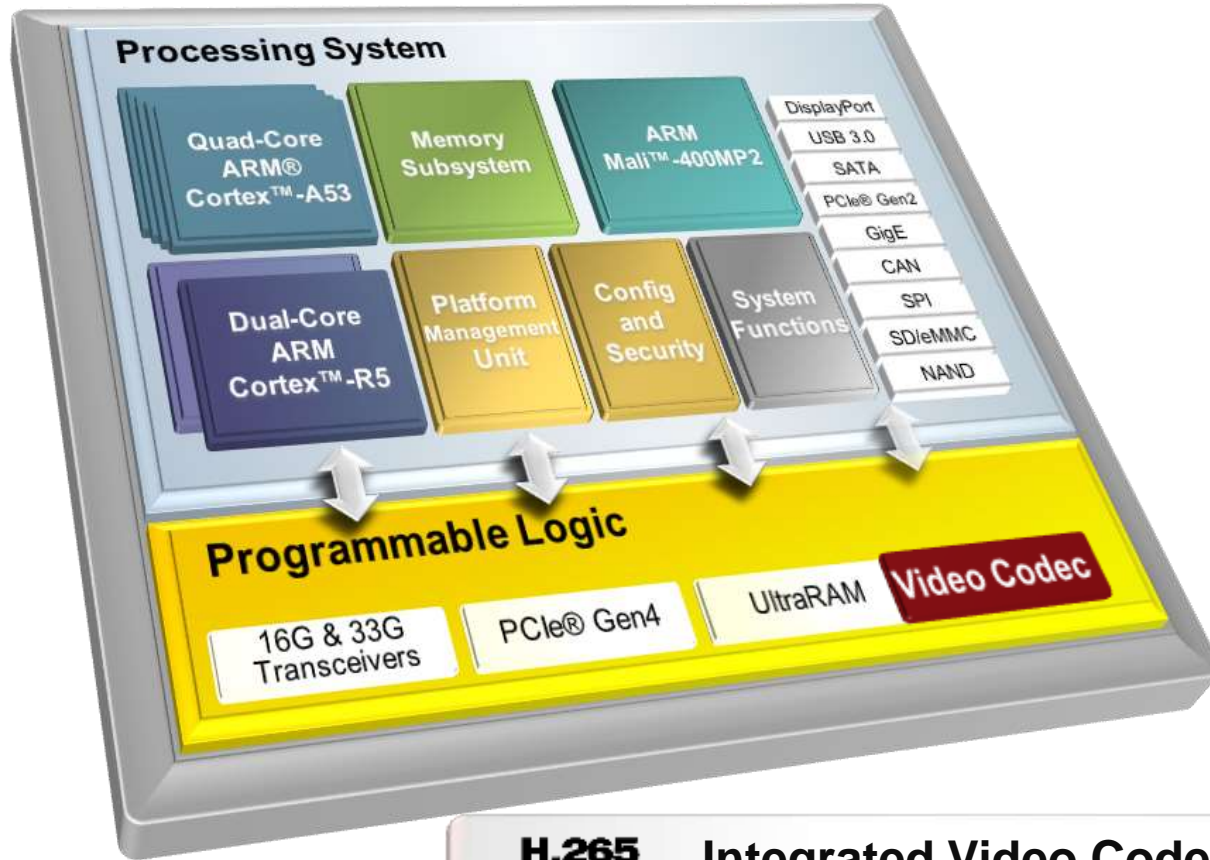 Processing System
Quad-Core
ARM®
Cortex™-A53
Memory
Subsystem
ARM
Mali™-400MP2
DisplayPort
USB 3.0
SATA
PCIe® Gen2
GigE
CAN
SPI
SD/eMMC
NAND
Dual-Core
ARM
Cortex™-R5
Platform
Management
Unit
Config
and
Security
System
Functions
Programmable Logic
16G & 33G
Transceivers
PCIe® Gen4
UltraRAM
Video Codec
H.265
Integrated Video Code